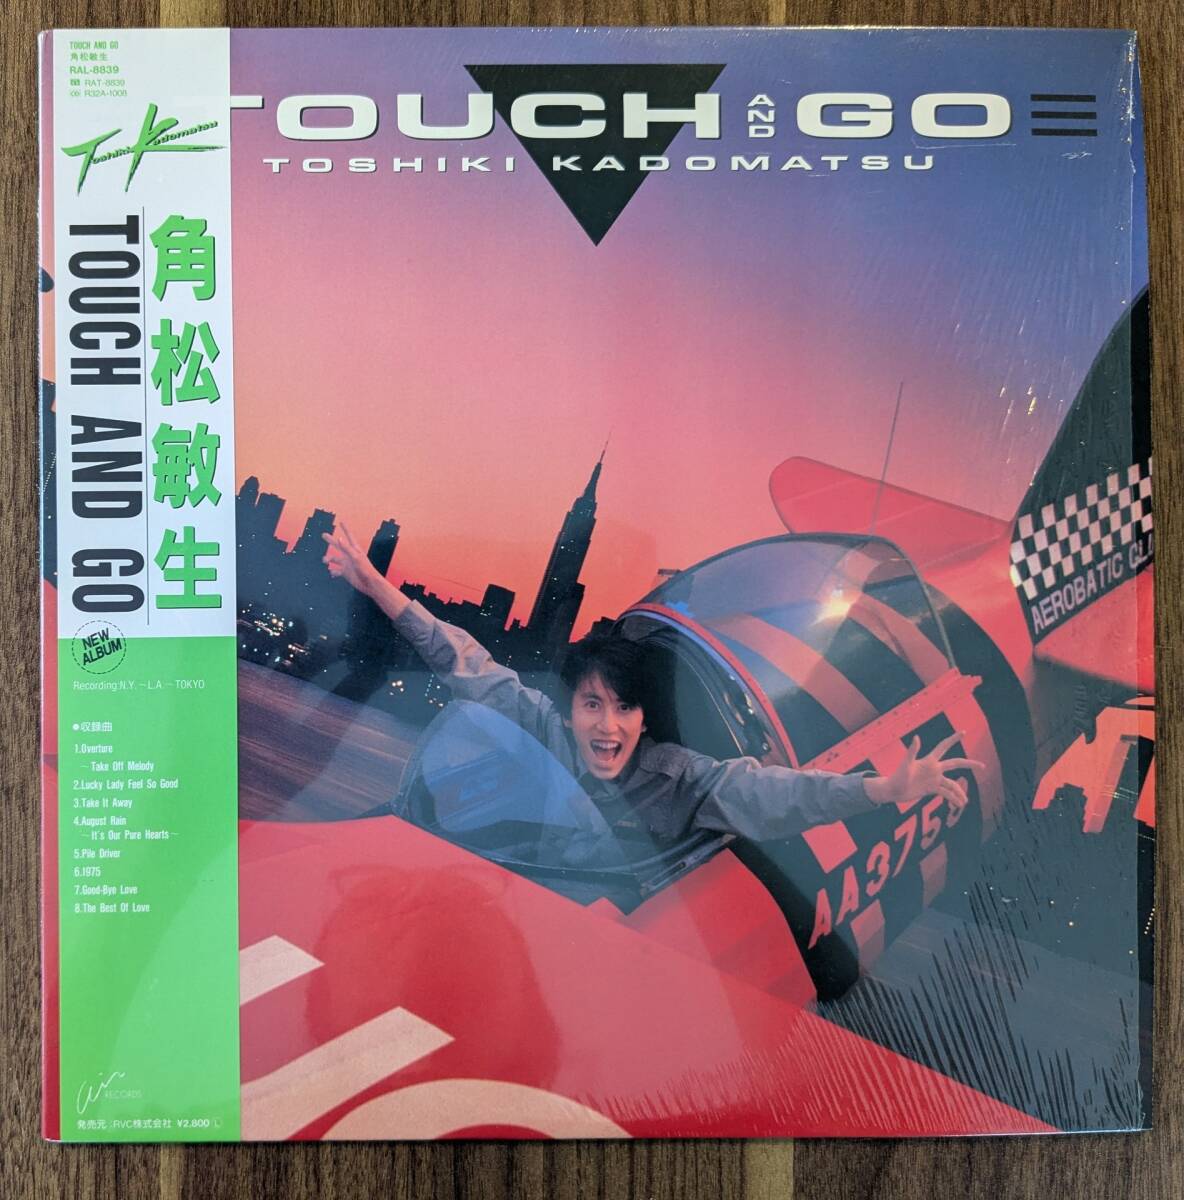 TOUCH AND GO
角松敏生
RAL-8839
RAT-8839
CD R32A-1008
Toshiki Kadomatsu
角松敏生
TOUCH AND GO
NEW
ALBUM
Recording:N.Y.～L.A.～TOKYO
●収録曲
1.Overture
～Take Off Melody
2.Lucky Lady Feel So Good
3.Take It Away
4.August Rain
～It's Our Pure Hearts～
5.Pile Driver
6.1975
7.Good-Bye Love
8.The Best Of Love
Air RECORDS
発売元：RVC株式会社 ¥2,800 L
TOUCH AND GO
TOSHIKI KADOMATSU
AEROBATIC
AA3758